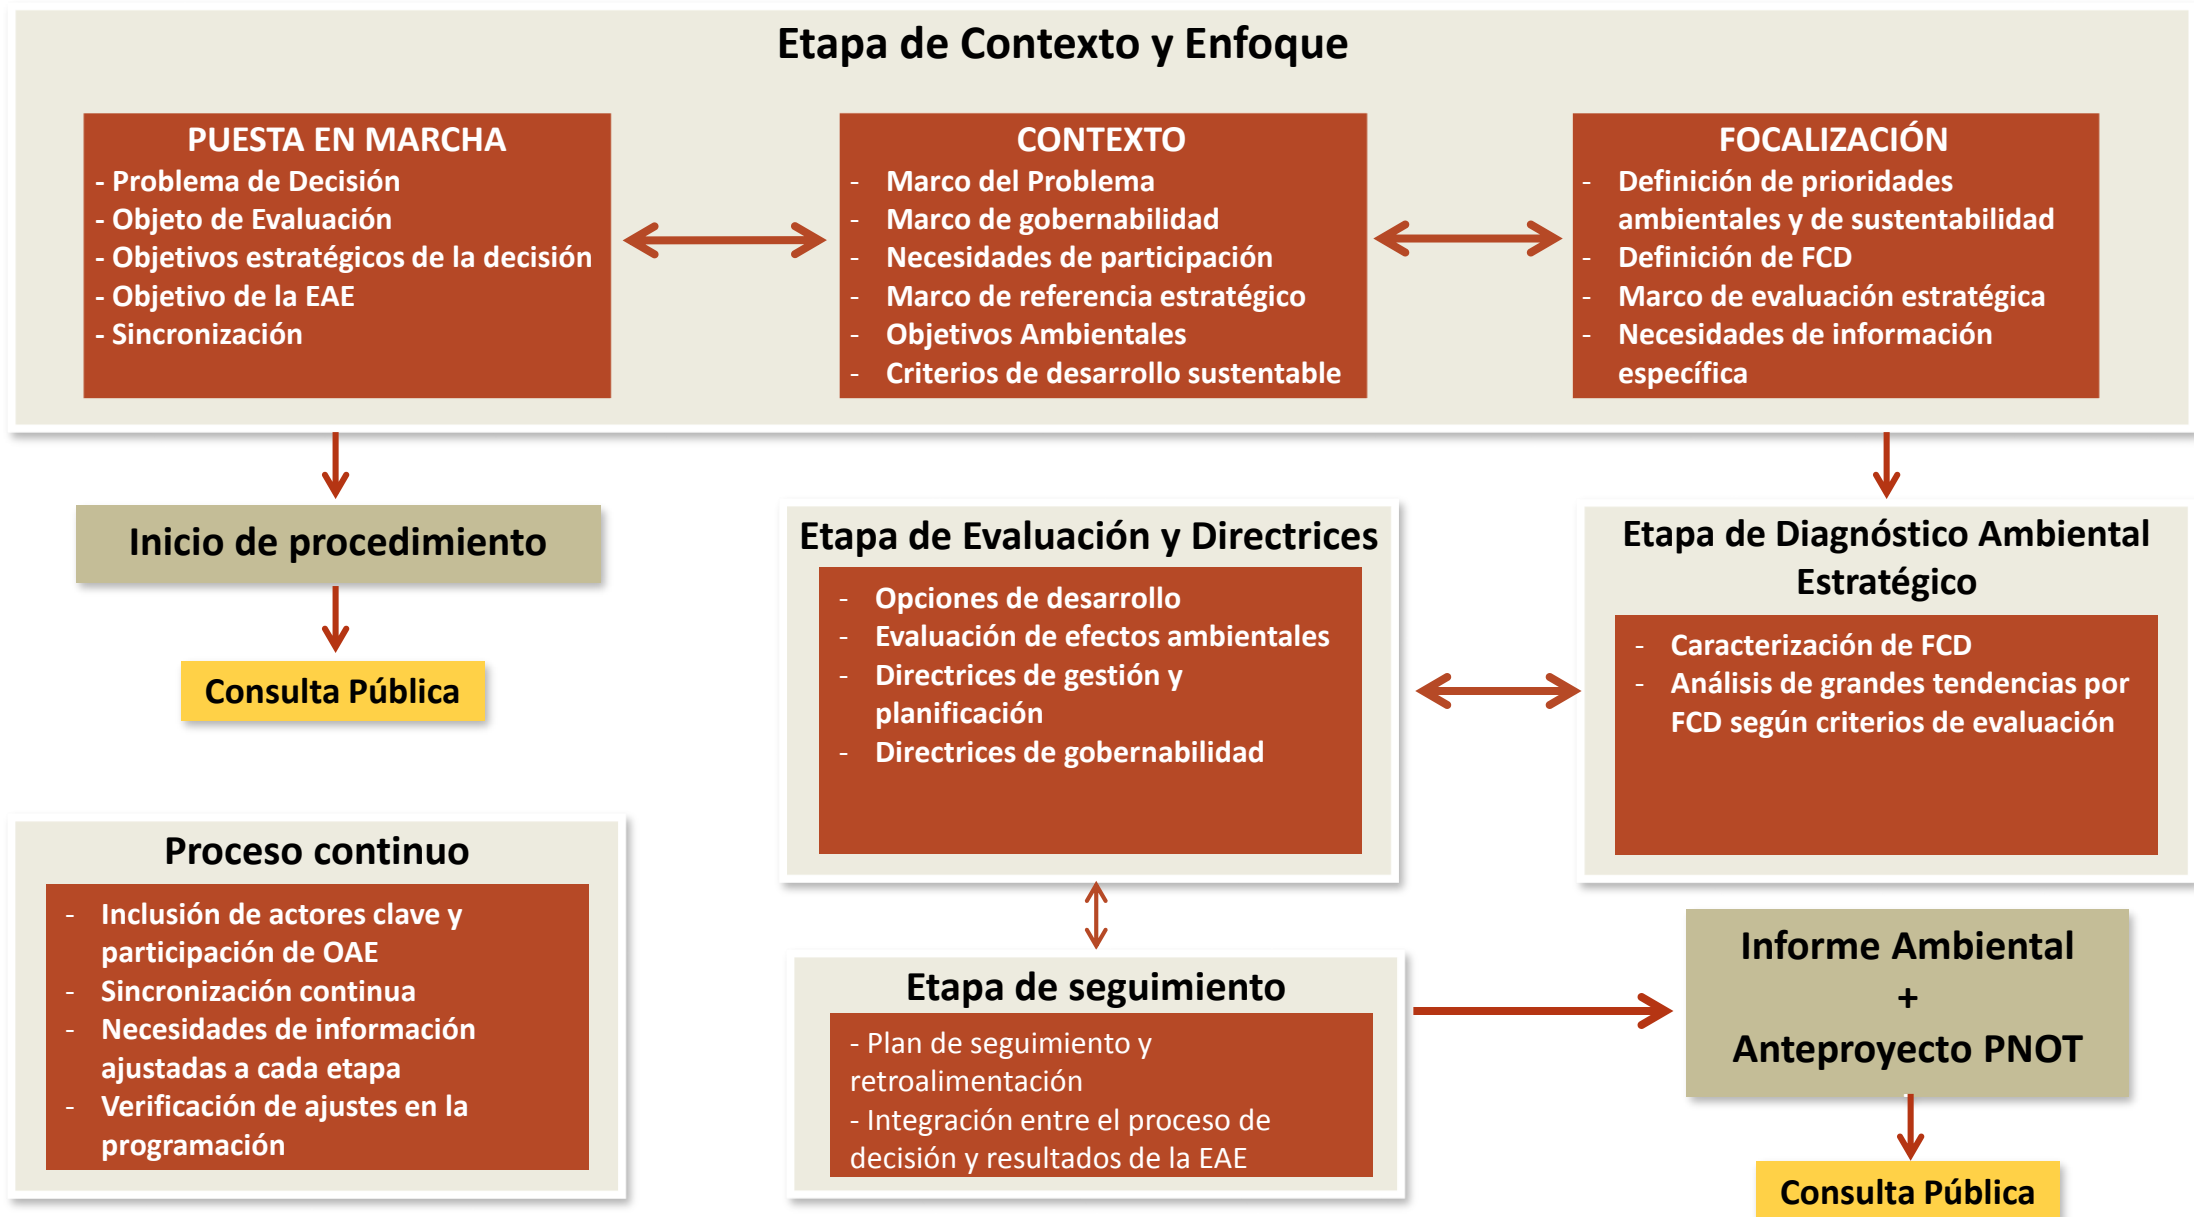 Etapa de Contexto y Enfoque
PUESTA EN MARCHA
- Problema de Decisión
- Objeto de Evaluación
- Objetivos estratégicos de la decisión
- Objetivo de la EAE
- Sincronización
CONTEXTO
- Marco del Problema
- Marco de gobernabilidad
- Necesidades de participación
- Marco de referencia estratégico
- Objetivos Ambientales
- Criterios de desarrollo sustentable
FOCALIZACIÓN
- Definición de prioridades
ambientales y de sustentabilidad
- Definición de FCD
- Marco de evaluación estratégica
- Necesidades de información
específica
Inicio de procedimiento
Consulta Pública
Etapa de Evaluación y Directrices
- Opciones de desarrollo
- Evaluación de efectos ambientales
- Directrices de gestión y
planificación
- Directrices de gobernabilidad
Etapa de Diagnóstico Ambiental
Estratégico
- Caracterización de FCD
- Análisis de grandes tendencias por
FCD según criterios de evaluación
Proceso continuo
- Inclusión de actores clave y
participación de OAE
- Sincronización continua
- Necesidades de información
ajustadas a cada etapa
- Verificación de ajustes en la
programación
Etapa de seguimiento
- Plan de seguimiento y
retroalimentación
- Integración entre el proceso de
decisión y resultados de la EAE
Informe Ambiental
+
Anteproyecto PNOT
Consulta Pública